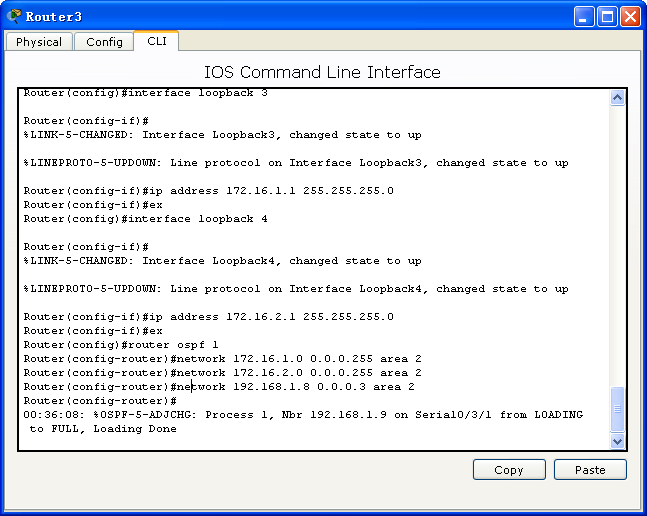 Router3
Physical Config CLI
IOS Command Line Interface
Router(config)#interface loopback 3
Router(config-if)#
%LINK-5-CHANGED: Interface Loopback3, changed state to up
%LINEPROTO-5-UPDOWN: Line protocol on Interface Loopback3, changed state to up
Router(config-if)#ip address 172.16.1.1 255.255.255.0
Router(config-if)#ex
Router(config)#interface loopback 4
Router(config-if)#
%LINK-5-CHANGED: Interface Loopback4, changed state to up
%LINEPROTO-5-UPDOWN: Line protocol on Interface Loopback4, changed state to up
Router(config-if)#ip address 172.16.2.1 255.255.255.0
Router(config-if)#ex
Router(config)#router ospf 1
Router(config-router)#network 172.16.1.0 0.0.0.255 area 2
Router(config-router)#network 172.16.2.0 0.0.0.255 area 2
Router(config-router)#network 192.168.1.8 0.0.0.3 area 2
Router(config-router)#
00:36:08: %OSPF-5-ADJCHG: Process 1, Nbr 192.168.1.9 on Serial0/3/1 from LOADING
to FULL, Loading Done
Copy Paste